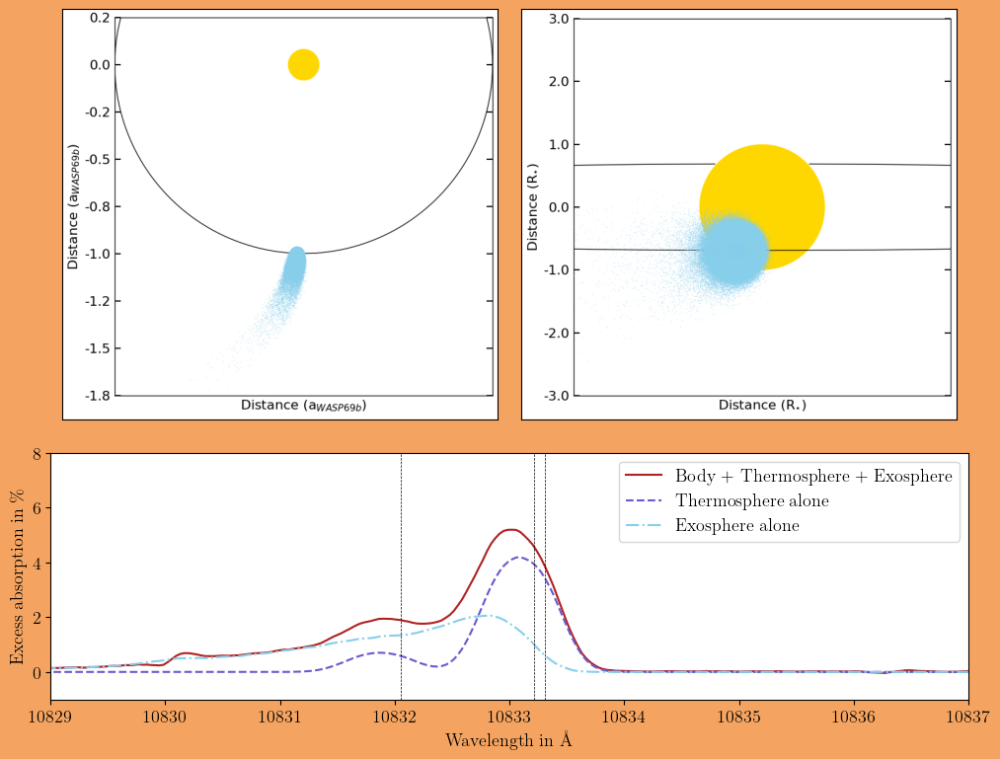 0.2
0.0
-0.2
-0.5
-0.8
-1.0
-1.2
-1.5
-1.8
Distance (a_WASP69b)
Distance (a_WASP69b)
3.0
2.0
1.0
0.0
-1.0
-2.0
-3.0
Distance (R⋆)
Distance (R⋆)
8
6
4
2
0
Excess absorption in %
Body + Thermosphere + Exosphere
Thermosphere alone
Exosphere alone
10829 10830 10831 10832 10833 10834 10835 10836 10837
Wavelength in Å